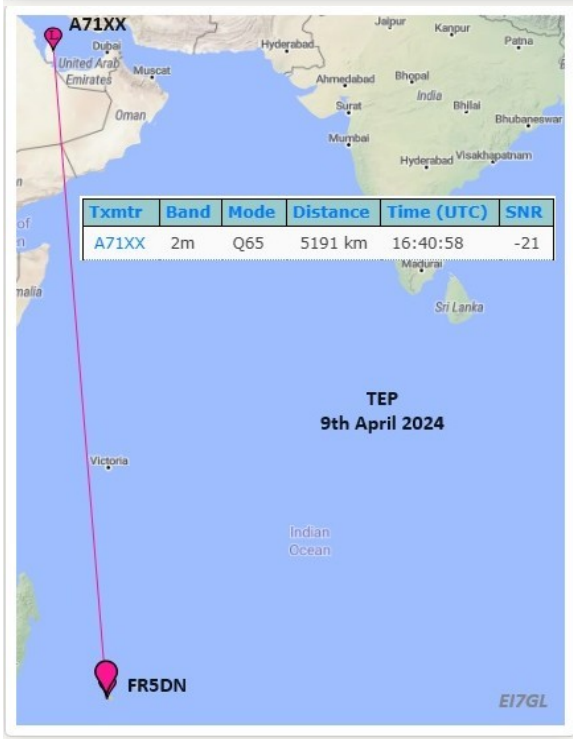 A71XX
L
Jaipur
Kanpur
Patna
Dubai
Hyderabad
United Arab
Emirates
Muscat
Ahmedabad
Bhopal
India
Oman
Surat
Bhilai
Bhubaneswar
Mumbai
Hyderabad
Visakhapatnam
n
Txmtr Band Mode Distance Time (UTC) SNR
of
n
A71XX 2m Q65 5191 km 16:40:58 -21
Madurai
malia
Sri Lanka
TEP
9th April 2024
Victoria
Indian
Ocean
FR5DN
EI7GL